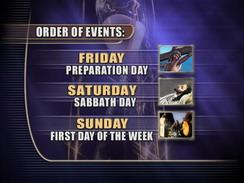 ORDER OF EVENTS:
FRIDAY
PREPARATION DAY
SATURDAY
SABBATH DAY
SUNDAY
FIRST DAY OF THE WEEK